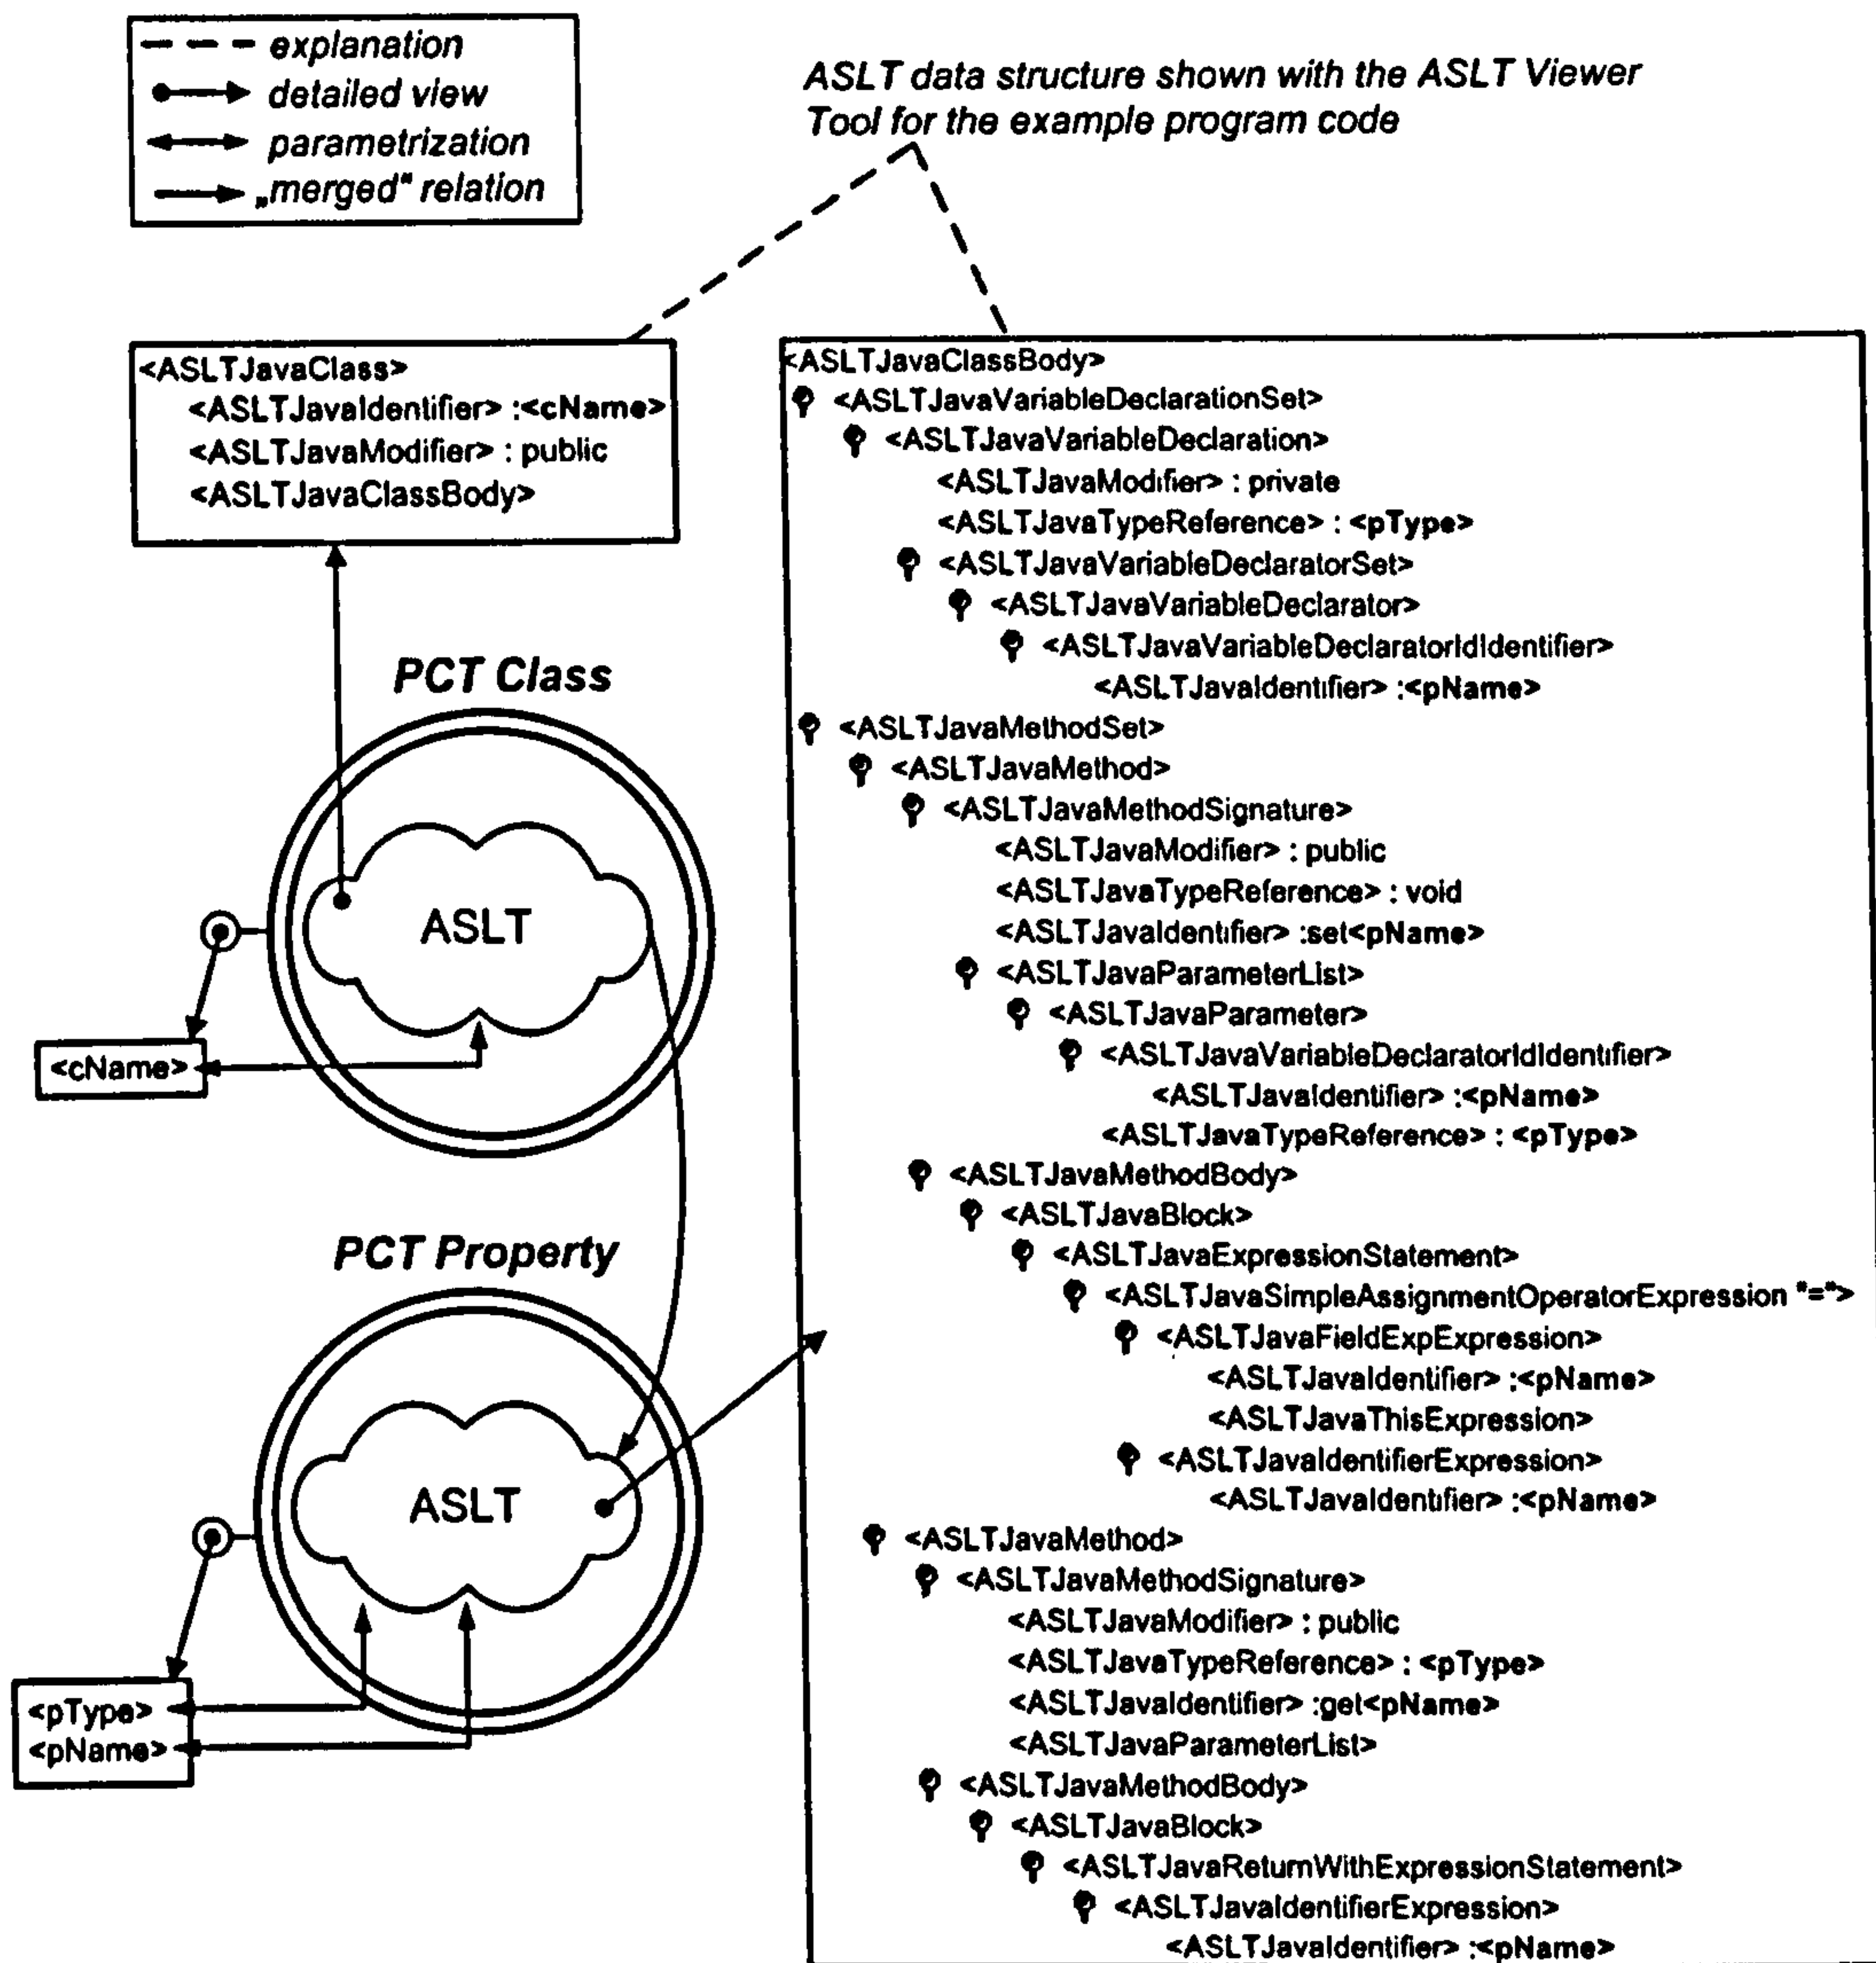 explanation
detailed view
parametrization
„merged" relation
ASLT data structure shown with the ASLT Viewer
Tool for the example program code
<ASLTJavaClass>
<ASLTJavaIdentifier> :<cName>
<ASLTJavaModifier> : public
<ASLTJavaClassBody>
PCT Class
ASLT
<cName>
PCT Property
ASLT
<pType>
<pName>
<ASLTJavaClassBody>
<ASLTJavaVariableDeclarationSet>
<ASLTJavaVariableDeclaration>
<ASLTJavaModifier> : private
<ASLTJavaTypeReference> : <pType>
<ASLTJavaVariableDeclaratorSet>
<ASLTJavaVariableDeclarator>
<ASLTJavaVariableDeclaratorIdIdentifier>
<ASLTJavaIdentifier> :<pName>
<ASLTJavaMethodSet>
<ASLTJavaMethod>
<ASLTJavaMethodSignature>
<ASLTJavaModifier> : public
<ASLTJavaTypeReference> : void
<ASLTJavaIdentifier> :set<pName>
<ASLTJavaParameterList>
<ASLTJavaParameter>
<ASLTJavaVariableDeclaratorIdIdentifier>
<ASLTJavaIdentifier> :<pName>
<ASLTJavaTypeReference> : <pType>
<ASLTJavaMethodBody>
<ASLTJavaBlock>
<ASLTJavaExpressionStatement>
<ASLTJavaSimpleAssignmentOperatorExpression "=">
<ASLTJavaFieldExpExpression>
<ASLTJavaIdentifier> :<pName>
<ASLTJavaThisExpression>
<ASLTJavaIdentifierExpression>
<ASLTJavaIdentifier> :<pName>
<ASLTJavaMethod>
<ASLTJavaMethodSignature>
<ASLTJavaModifier> : public
<ASLTJavaTypeReference> : <pType>
<ASLTJavaIdentifier> :get<pName>
<ASLTJavaParameterList>
<ASLTJavaMethodBody>
<ASLTJavaBlock>
<ASLTJavaReturnWithExpressionStatement>
<ASLTJavaIdentifierExpression>
<ASLTJavaIdentifier> :<pName>